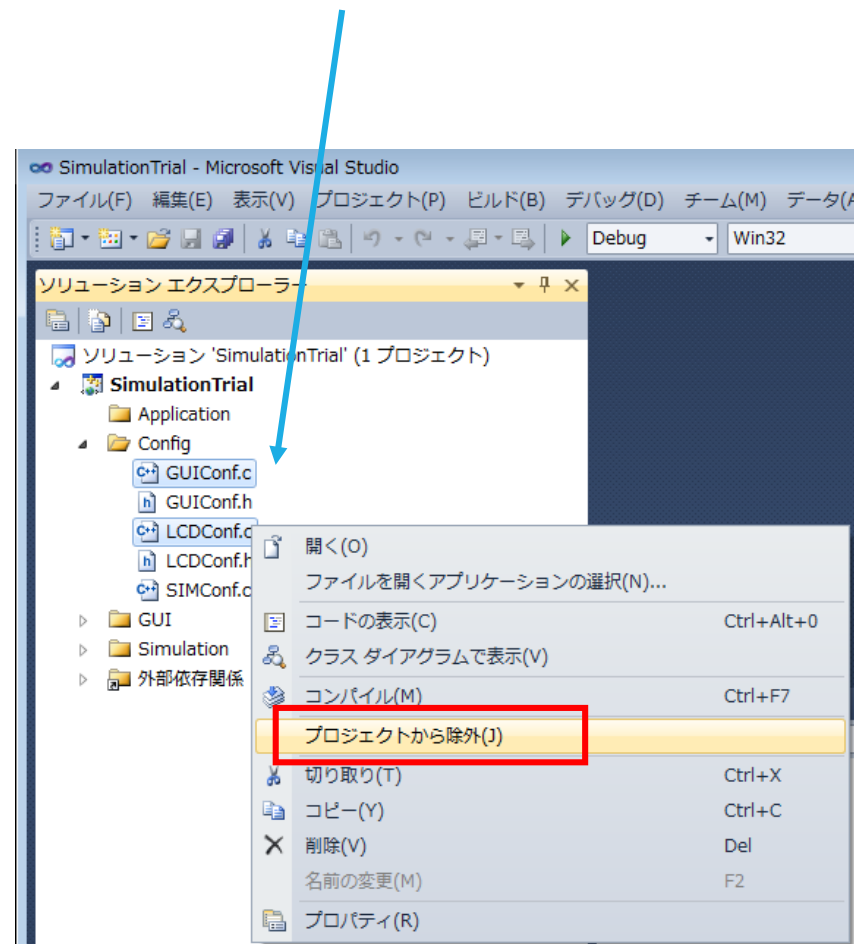 SimulationTrial - Microsoft Visual Studio
ファイル(F) 編集(E) 表示(V) プロジェクト(P) ビルド(B) デバッグ(D) チーム(M) データ(A
Debug Win32
ソリューション エクスプローラー
ソリューション 'SimulationTrial' (1 プロジェクト)
SimulationTrial
Application
Config
GUIConf.c
GUIConf.h
LCDConf.c
LCDConf.h
SIMConf.c
GUI
Simulation
外部依存関係
開く(O)
ファイルを開くアプリケーションの選択(N)...
コードの表示(C) Ctrl+Alt+0
クラス ダイアグラムで表示(V)
コンパイル(M) Ctrl+F7
プロジェクトから除外(J)
切り取り(T) Ctrl+X
コピー(Y) Ctrl+C
削除(V) Del
名前の変更(M) F2
プロパティ(R)